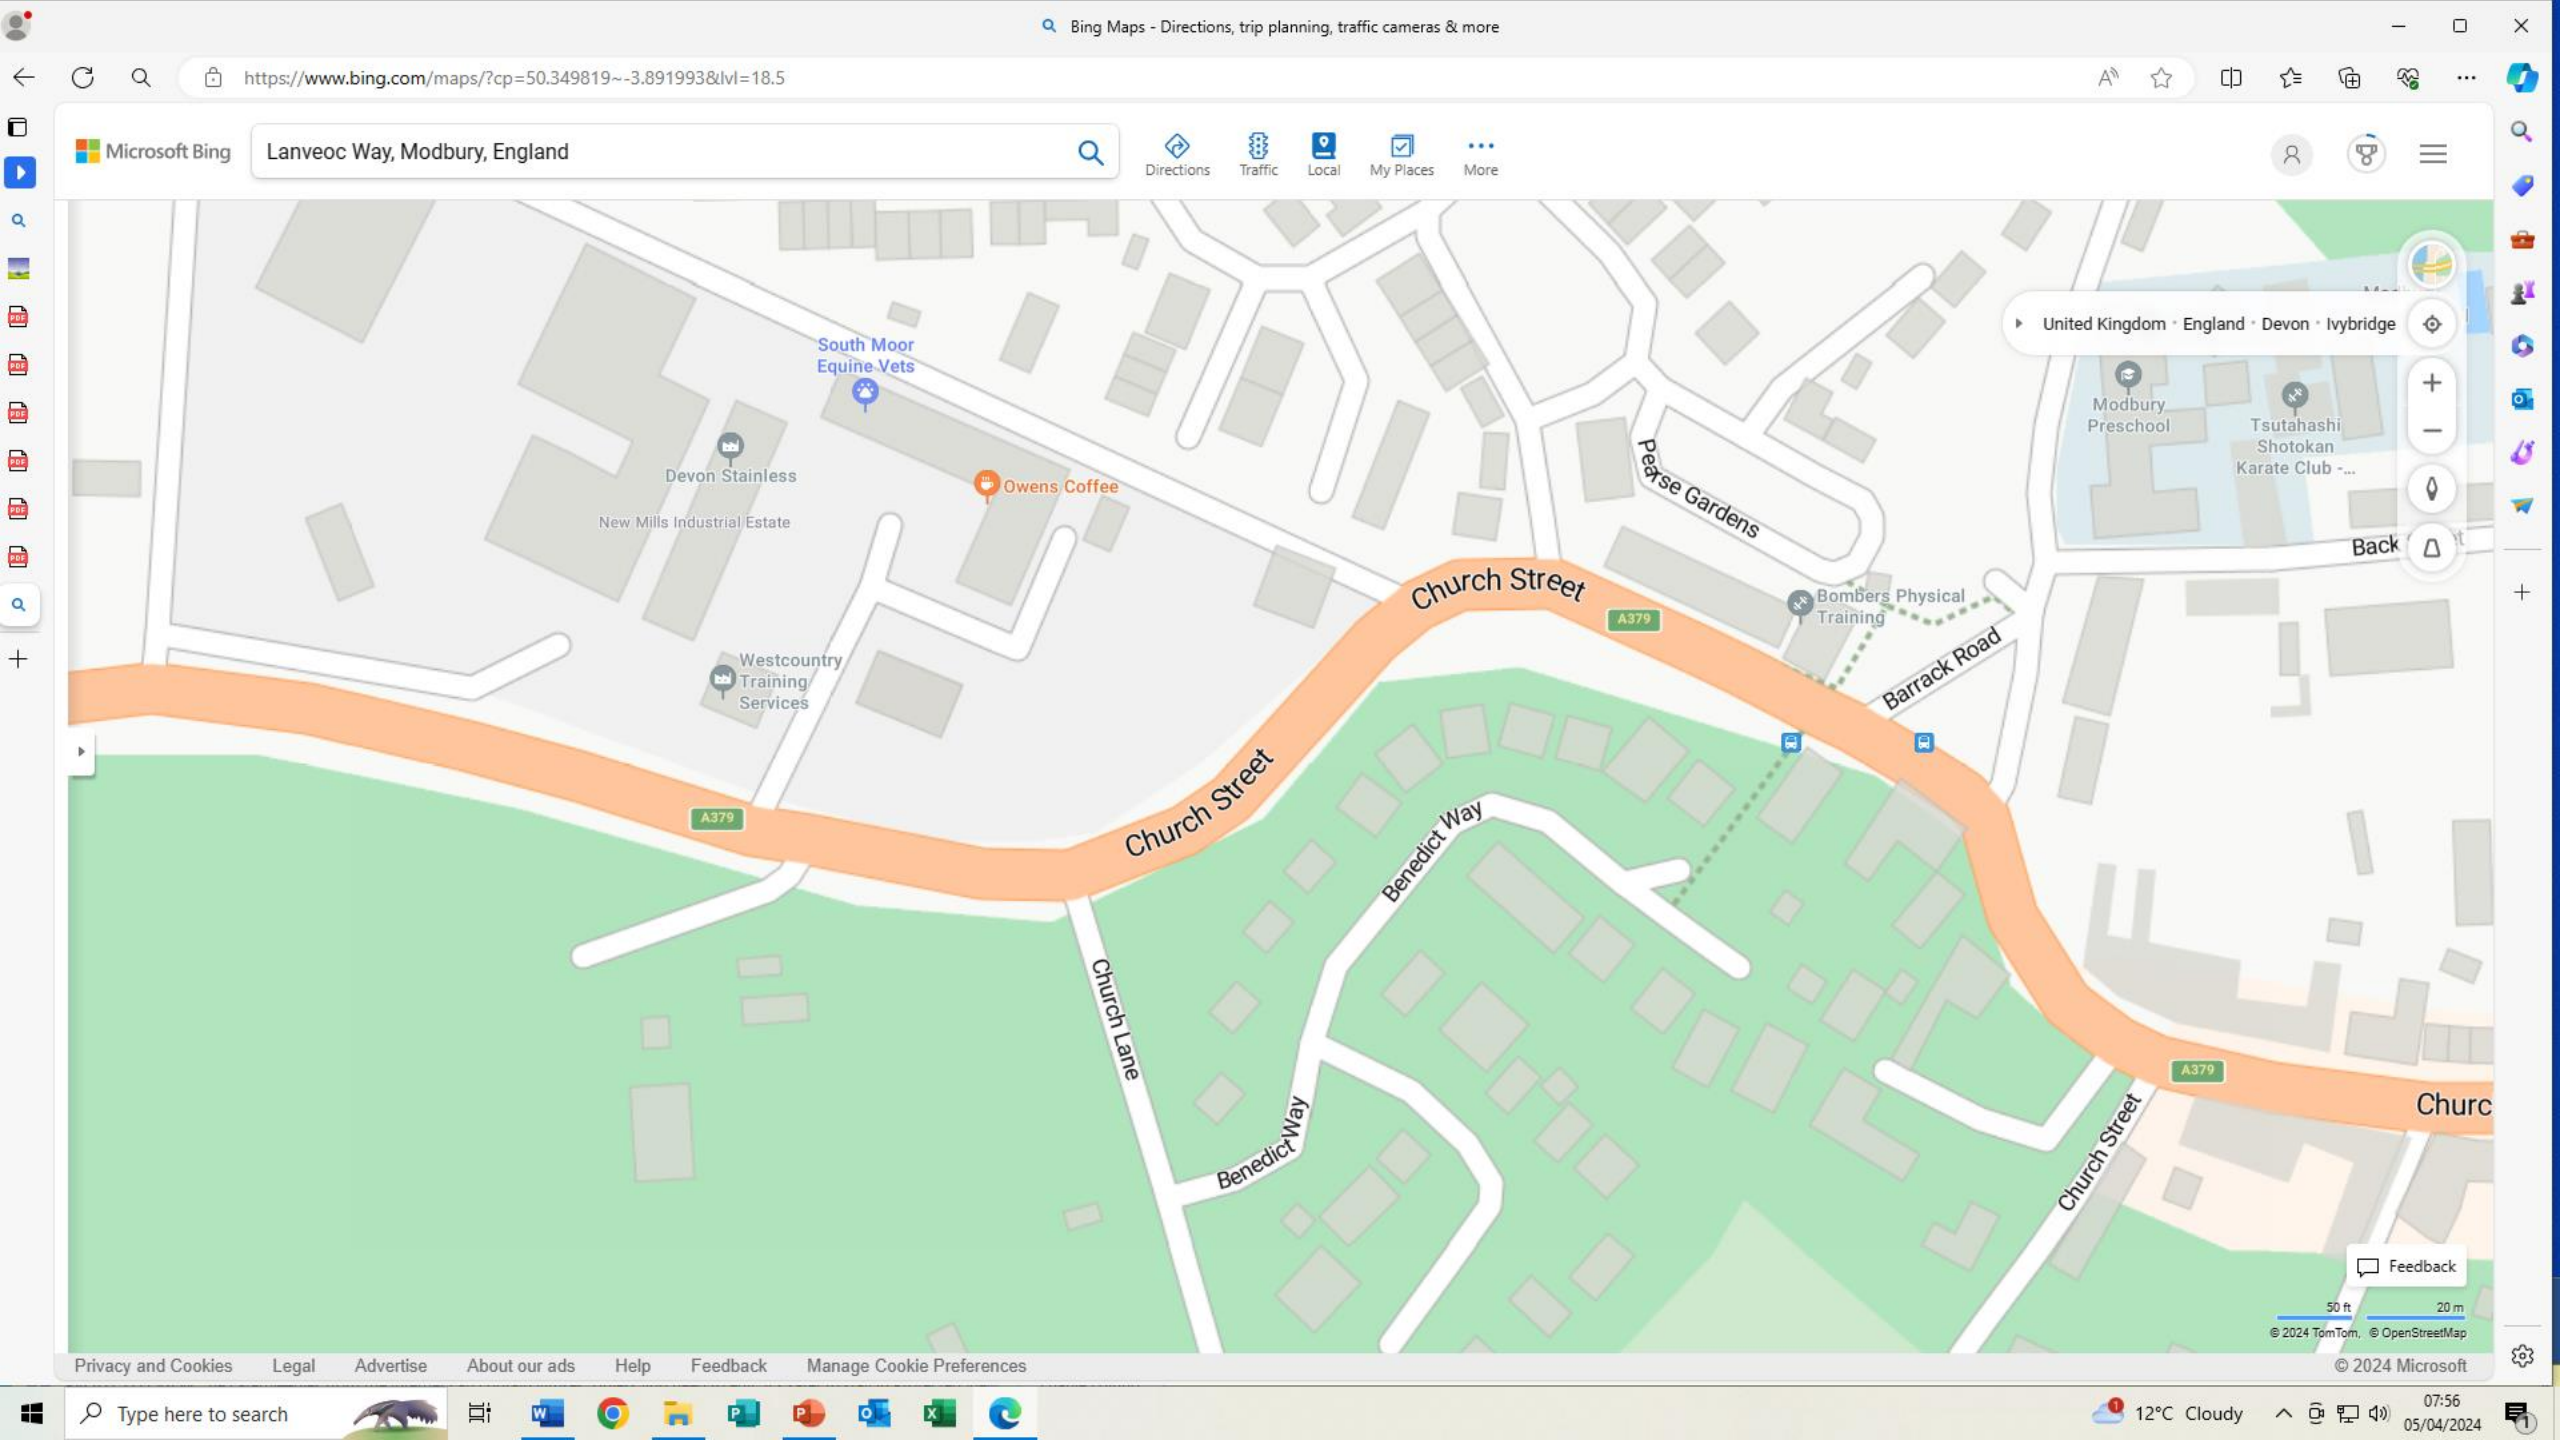 Bing Maps - Directions, trip planning, traffic cameras & more
https://www.bing.com/maps/?cp=50.349819~-3.891993&lvl=18.5
Microsoft Bing
Lanveoc Way, Modbury, England
Directions
Traffic
Local
My Places
More
United Kingdom · England · Devon · Ivybridge
South Moor
Equine Vets
Devon Stainless
Owens Coffee
New Mills Industrial Estate
Westcountry
Training
Services
Pearse Gardens
Modbury
Preschool
Tsutahashi
Shotokan
Karate Club -...
Back
Church Street
A379
Bombers Physical
Training
Barrack Road
A379
Church Street
Benedict Way
Church Lane
Benedict Way
A379
Churc
Church Street
Feedback
50 ft
20 m
© 2024 TomTom, © OpenStreetMap
Privacy and Cookies
Legal
Advertise
About our ads
Help
Feedback
Manage Cookie Preferences
© 2024 Microsoft
Type here to search
12°C Cloudy
07:56
05/04/2024